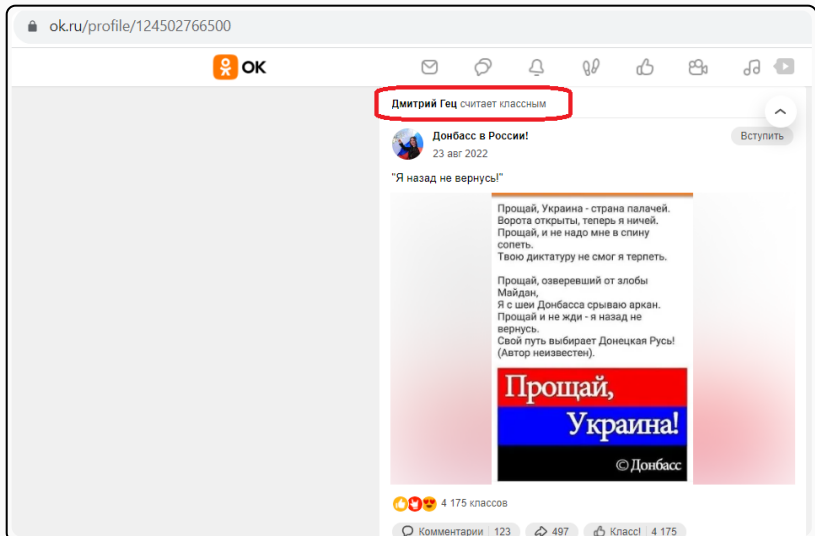 ok.ru/profile/124502766500
ОК
Дмитрий Гец считает классным
Донбасс в России!
Вступить
23 авг 2022
"Я назад не вернусь!"
Прощай, Украина - страна палачей.
Ворота открыты, теперь я ничей.
Прощай, и не надо мне в спину
сопеть.
Твою диктатуру не смог я терпеть.
Прощай, озверевший от злобы
Майдан,
Я с шеи Донбасса срываю аркан.
Прощай и не жди - я назад не
вернусь.
Свой путь выбирает Донецкая Русь!
(Автор неизвестен).
Прощай,
Украина!
© Донбасс
4 175 классов
Комментарии 123 497 Класс! 4 175